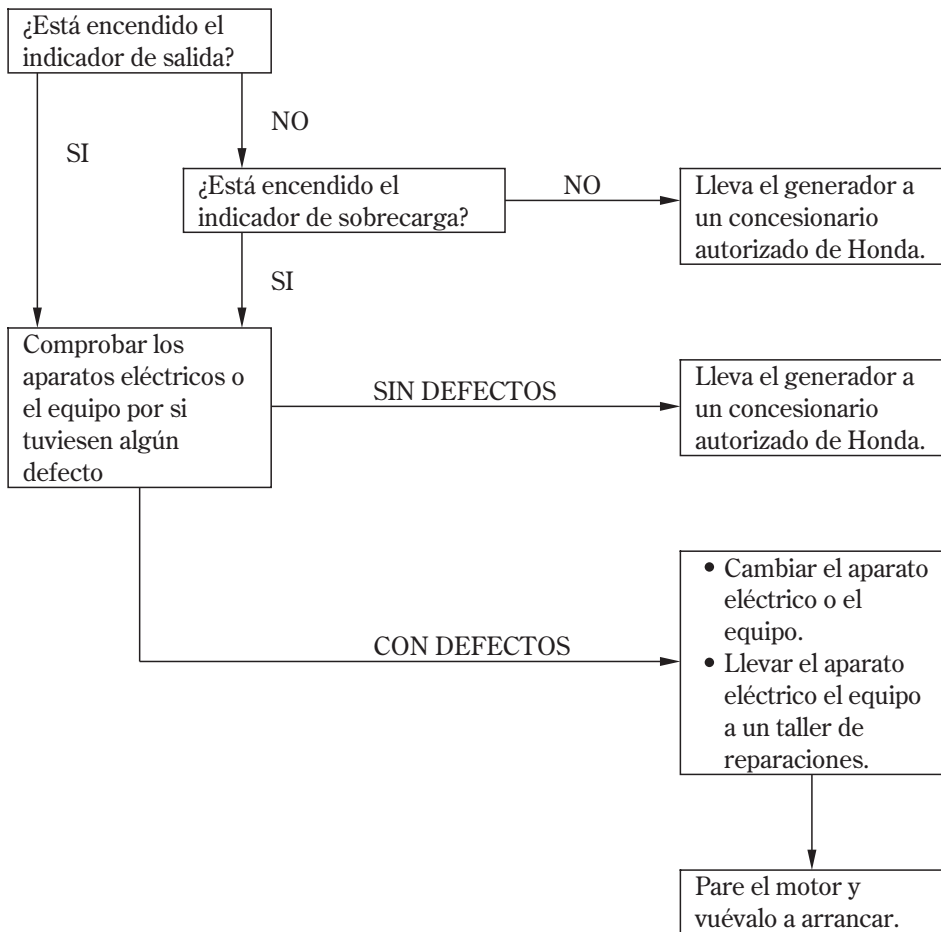 ¿Está encendido el
indicador de salida?
NO
SI
¿Está encendido el
indicador de sobrecarga?
NO
Lleva el generador a
un concesionario
autorizado de Honda.
SI
Comprobar los
aparatos eléctricos o
el equipo por si
tuviesen algún
defecto
SIN DEFECTOS
Lleva el generador a
un concesionario
autorizado de Honda.
CON DEFECTOS
• Cambiar el aparato
eléctrico o el
equipo.
• Llevar el aparato
eléctrico el equipo
a un taller de
reparaciones.
Pare el motor y
vuévalo a arrancar.